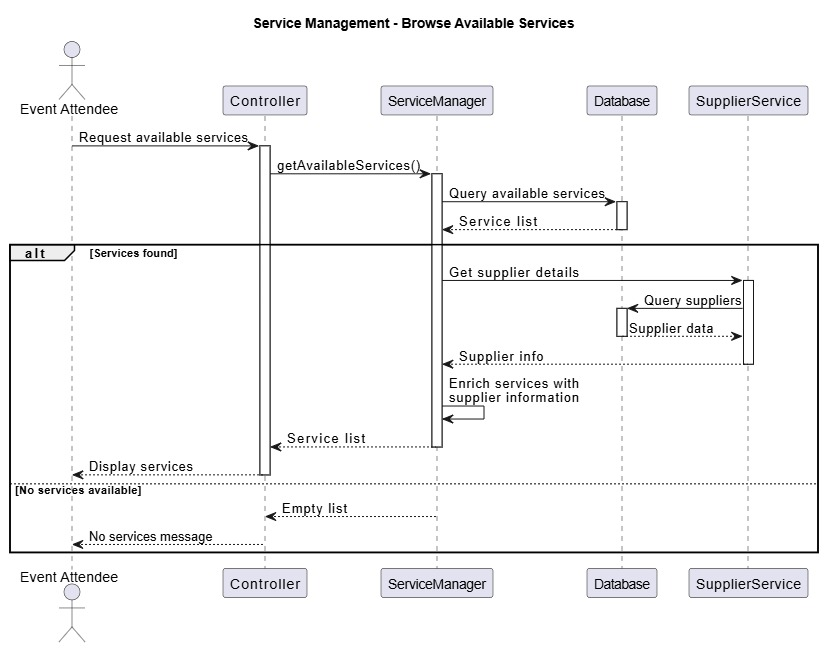 Service Management - Browse Available Services
Event Attendee
Controller
ServiceManager
Database
SupplierService
Request available services
getAvailableServices()
Query available services
Service list
alt
[Services found]
Get supplier details
Query suppliers
Supplier data
Supplier info
Enrich services with
supplier information
Service list
Display services
[No services available]
Empty list
No services message
Event Attendee
Controller
ServiceManager
Database
SupplierService